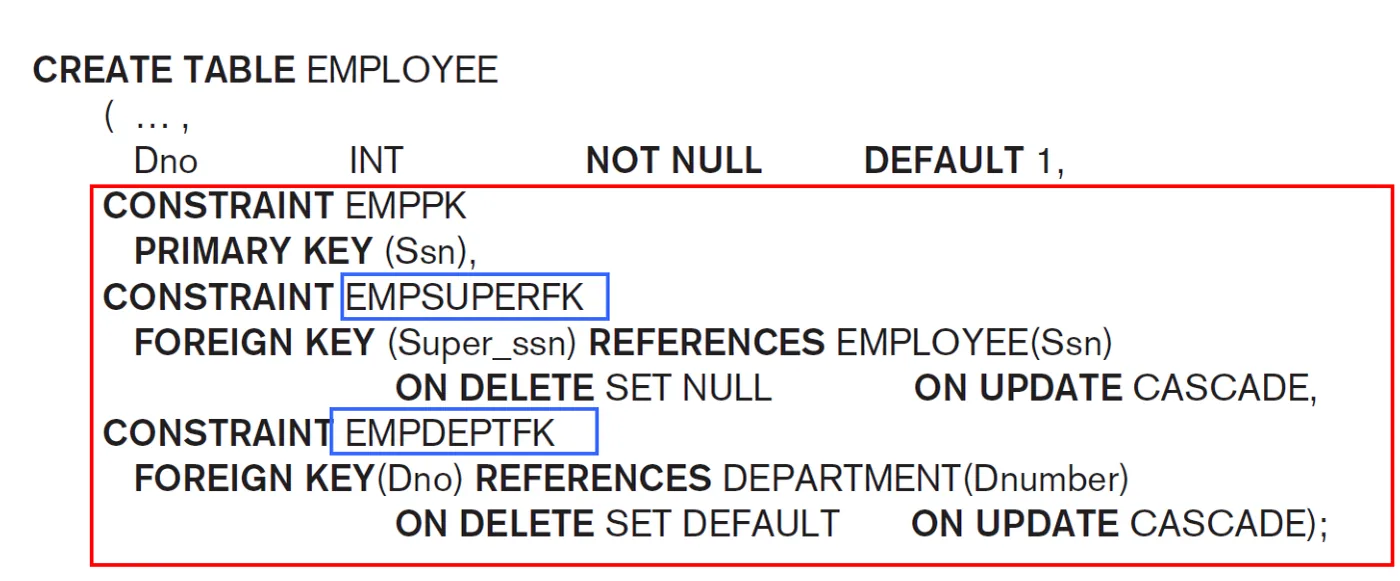 CREATE TABLE EMPLOYEE
( … ,
Dno INT NOT NULL DEFAULT 1,
CONSTRAINT EMPPK
PRIMARY KEY (Ssn),
CONSTRAINT EMPSUPERFK
FOREIGN KEY (Super_ssn) REFERENCES EMPLOYEE(Ssn)
ON DELETE SET NULL ON UPDATE CASCADE,
CONSTRAINT EMPDEPTFK
FOREIGN KEY(Dno) REFERENCES DEPARTMENT(Dnumber)
ON DELETE SET DEFAULT ON UPDATE CASCADE);